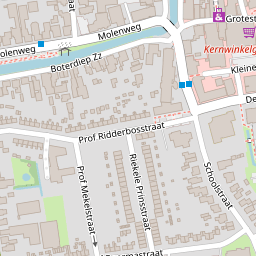 Molenweg
Grotest
Kernwinkelg
olenweg
Boterdiep Zz
Kleine
De
Prof. Ridderbosstraat
Riekele Prinsstraat
Prof. Mekelstraat
Schoolstraat